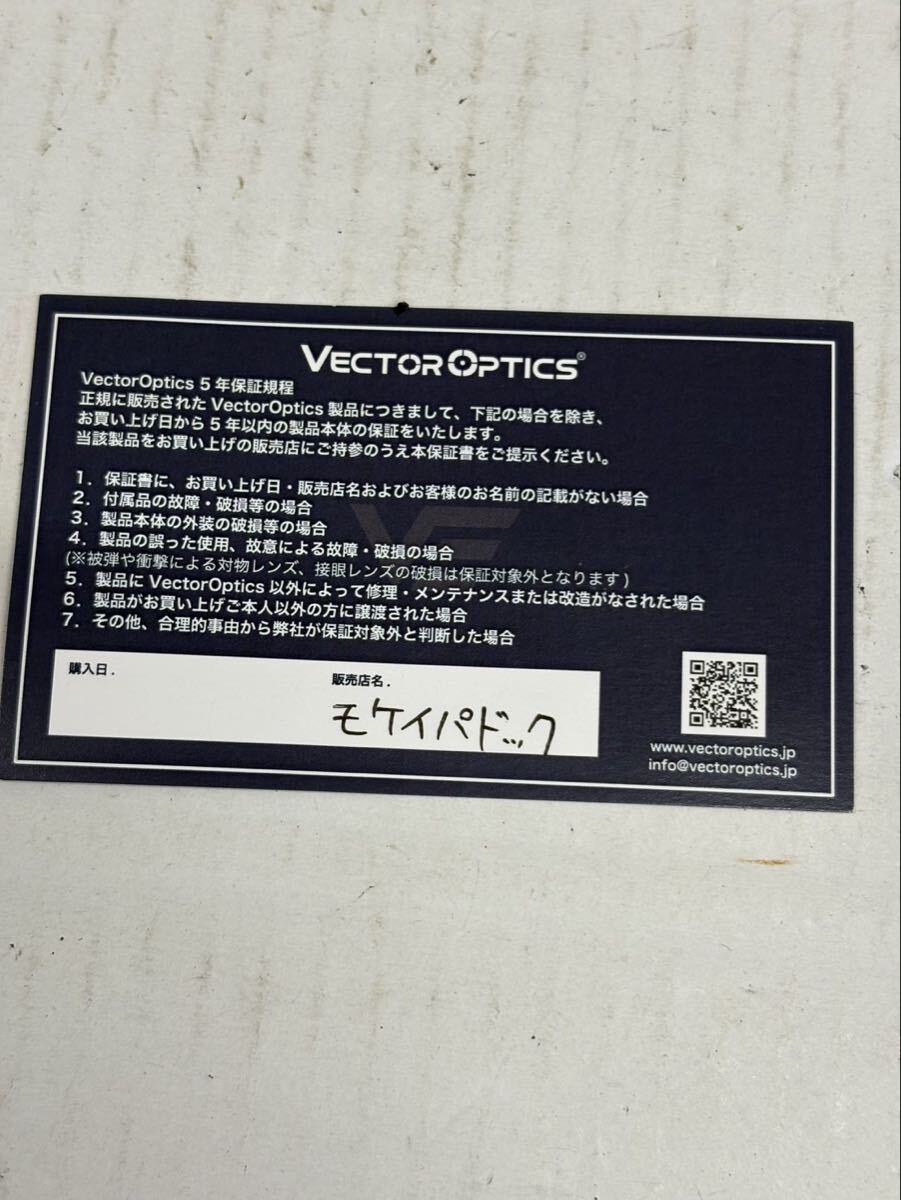 VECTOR OPTICS®
VectorOptics 5年保証規程
正規に販売された VectorOptics 製品につきまして、下記の場合を除き、
お買い上げ日から5年以内の製品本体の保証をいたします。
当該製品をお買い上げの販売店にご持参のうえ本保証書をご提示ください。
1. 保証書に、お買い上げ日・販売店名およびお客様のお名前の記載がない場合
2. 付属品の故障・破損等の場合
3. 製品本体の外装の破損等の場合
4. 製品の誤った使用、故意による故障・破損の場合
(※被弾や衝撃による対物レンズ、接眼レンズの破損は保証対象外となります)
5. 製品に VectorOptics 以外によって修理・メンテナンスまたは改造がなされた場合
6. 製品がお買い上げご本人以外の方に譲渡された場合
7. その他、合理的事由から弊社が保証対象外と判断した場合
購入日.
販売店名.
モケイパドック
www.vectoroptics.jp
info@vectoroptics.jp